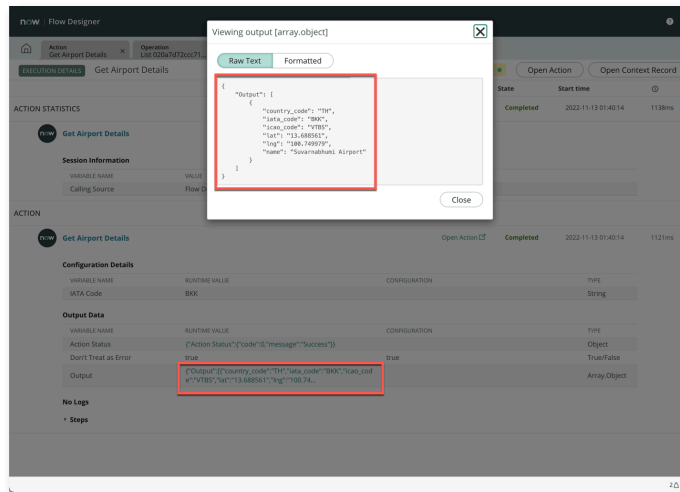 now Flow Designer
Action
Get Airport Details
Operation
List 020a7d72ccc71...
EXECUTION DETAILS Get Airport Details
Open Action
Open Context Record
Viewing output [array.object]
Raw Text
Formatted
{
"Output": [
{
"country_code": "TH",
"iata_code": "BKK",
"icao_code": "VTBS",
"lat": "13.688561",
"lng": "100.749979",
"name": "Suvarnabhumi Airport"
}
]
}
Close
State Start time
ACTION STATISTICS
Completed 2022-11-13 01:40:14 1138ms
now Get Airport Details
Session Information
VARIABLE NAME VALUE
Calling Source Flow D
ACTION
now Get Airport Details Open Action Completed 2022-11-13 01:40:14 1121ms
Configuration Details
VARIABLE NAME RUNTIME VALUE CONFIGURATION TYPE
IATA Code BKK String
Output Data
VARIABLE NAME RUNTIME VALUE CONFIGURATION TYPE
Action Status {"Action Status":{"code":0,"message":"Success"}} Object
Don't Treat as Error true true True/False
Output {"Output":[{"country_code":"TH","iata_code":"BKK","icao_cod
e":"VTBS","lat":"13.688561","lng":"100.74... Array.Object
No Logs
Steps
2